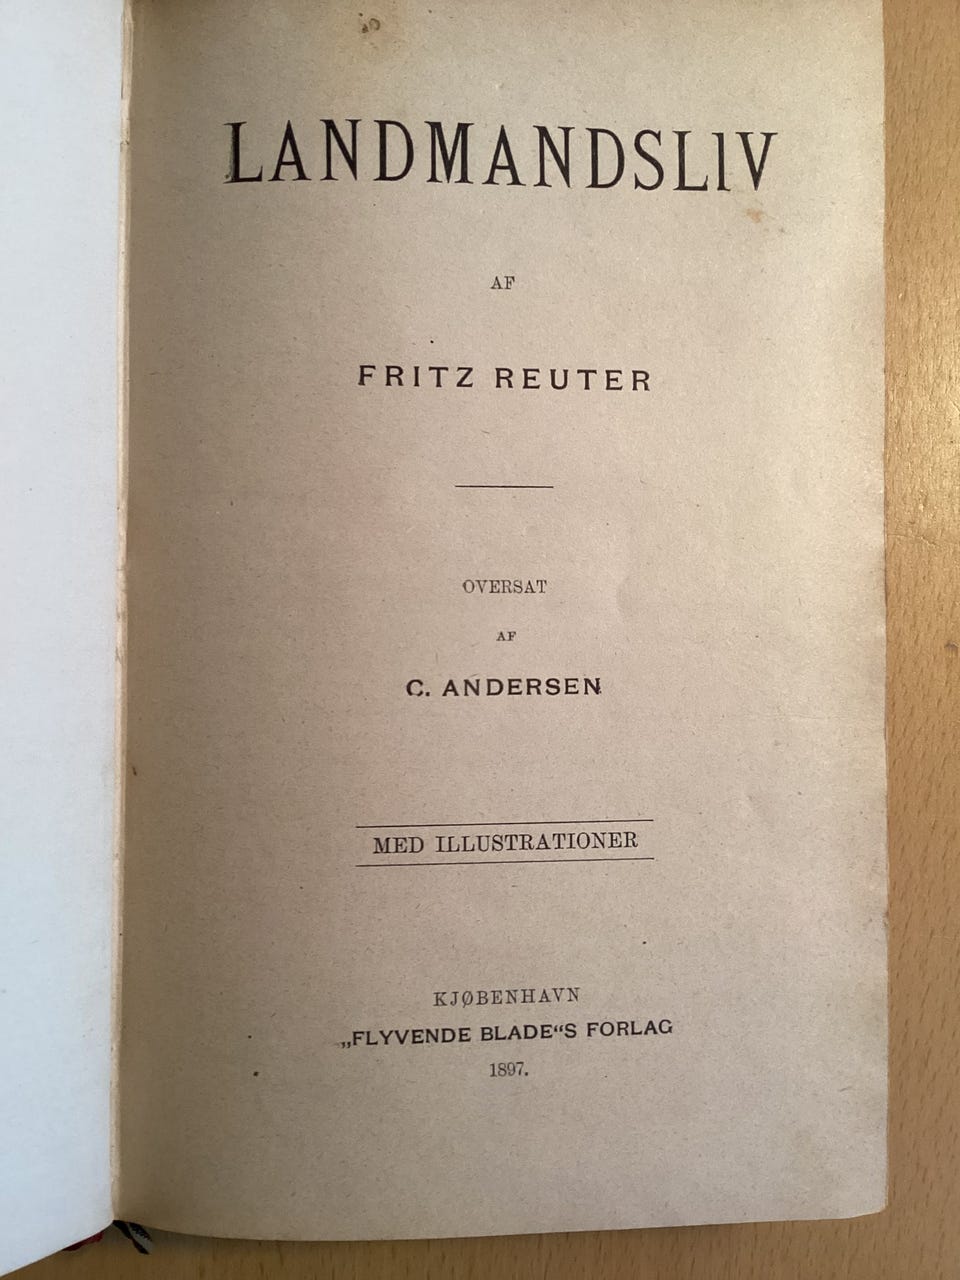 LANDMANDSLIV
AF
FRITZ REUTER
OVERSAT
AF
C. ANDERSEN
MED ILLUSTRATIONER
KJØBENHAVN
„FLYVENDE BLADE“S FORLAG
1897.